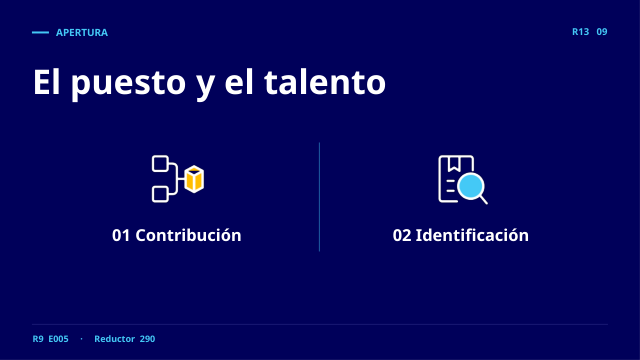 APERTURA
R13 09
El puesto y el talento
01 Contribución
02 Identificación
R9 E005 · Reductor 290